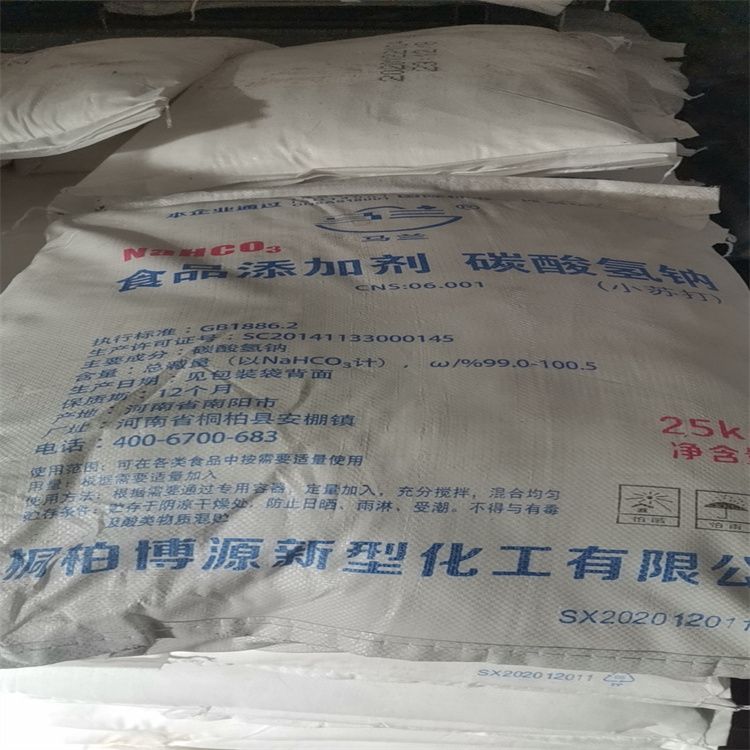 本企业通过
®
马兰
NaHCO₃
食品添加剂 碳酸氢钠
CNS:06.001
(小苏打)
执行标准:GB1886.2
生产许可证号:SC20141133000145
主要成分:碳酸氢钠
含量:总碱量(以NaHCO₃计),ω/%99.0-100.5
生产日期:见包装袋背面
保质期:12个月
产地:河南省南阳市
河南省桐柏县安棚镇
电话:400-6700-683
25k
净含
使用范围:可在各类食品中按需要适量使用
用量:根据需要适量加入
使用方法:根据需要通过专用容器,定量加入,充分搅拌,混合均匀
贮存条件:贮存于阴凉干燥处,防止日晒、雨淋、受潮。不得与有毒
及酸类物质混贮
怕晒
怕雨
桐柏博源新型化工有限公
SX202012011
SX202012011